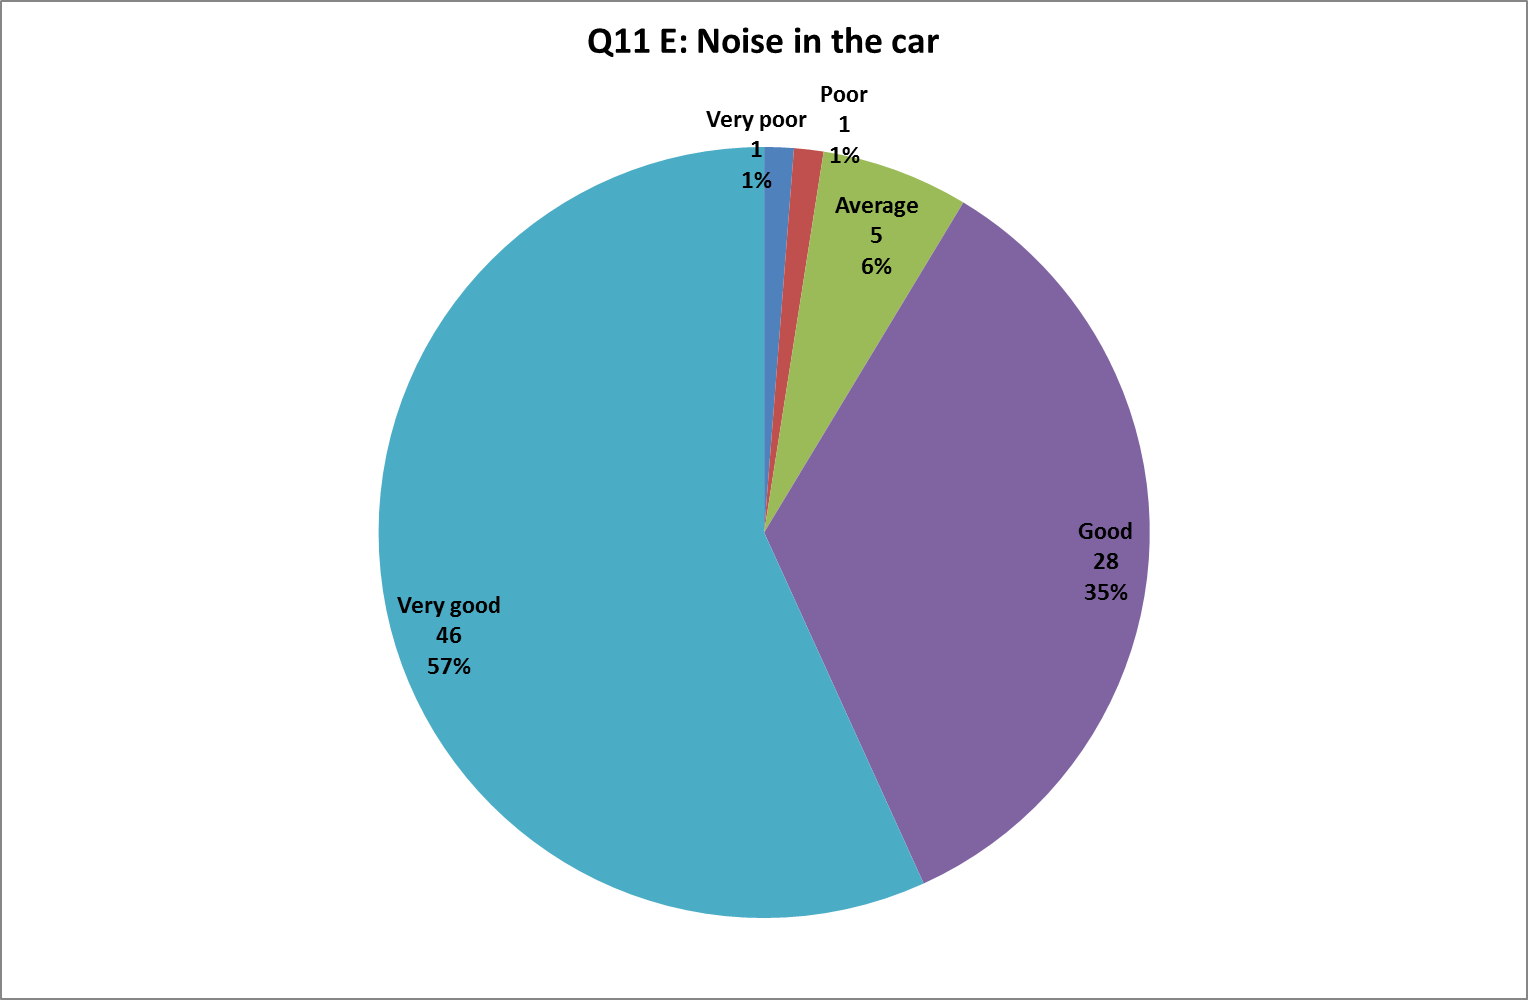 Q11 E: Noise in the car
Very poor
1
1%
Poor
1
1%
Average
5
6%
Good
28
35%
Very good
46
57%